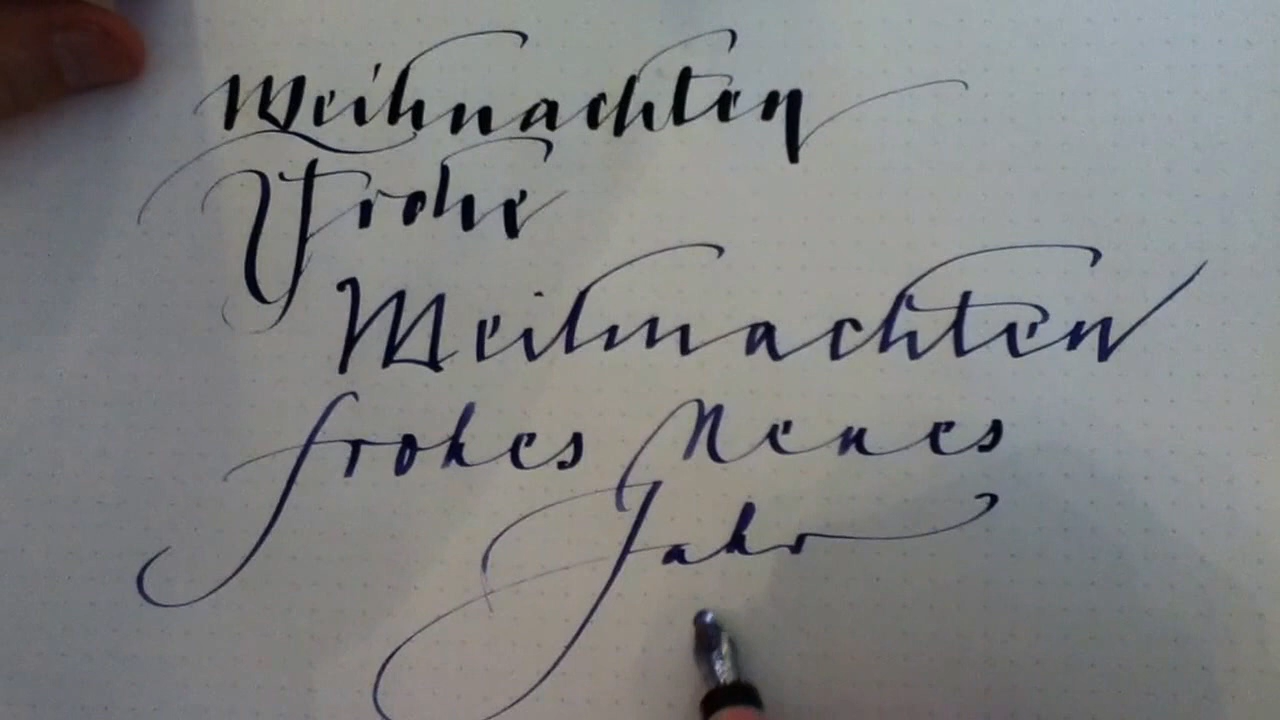 Weihnachten
Frohe
Weihnachten
frohes Neues
Jahr